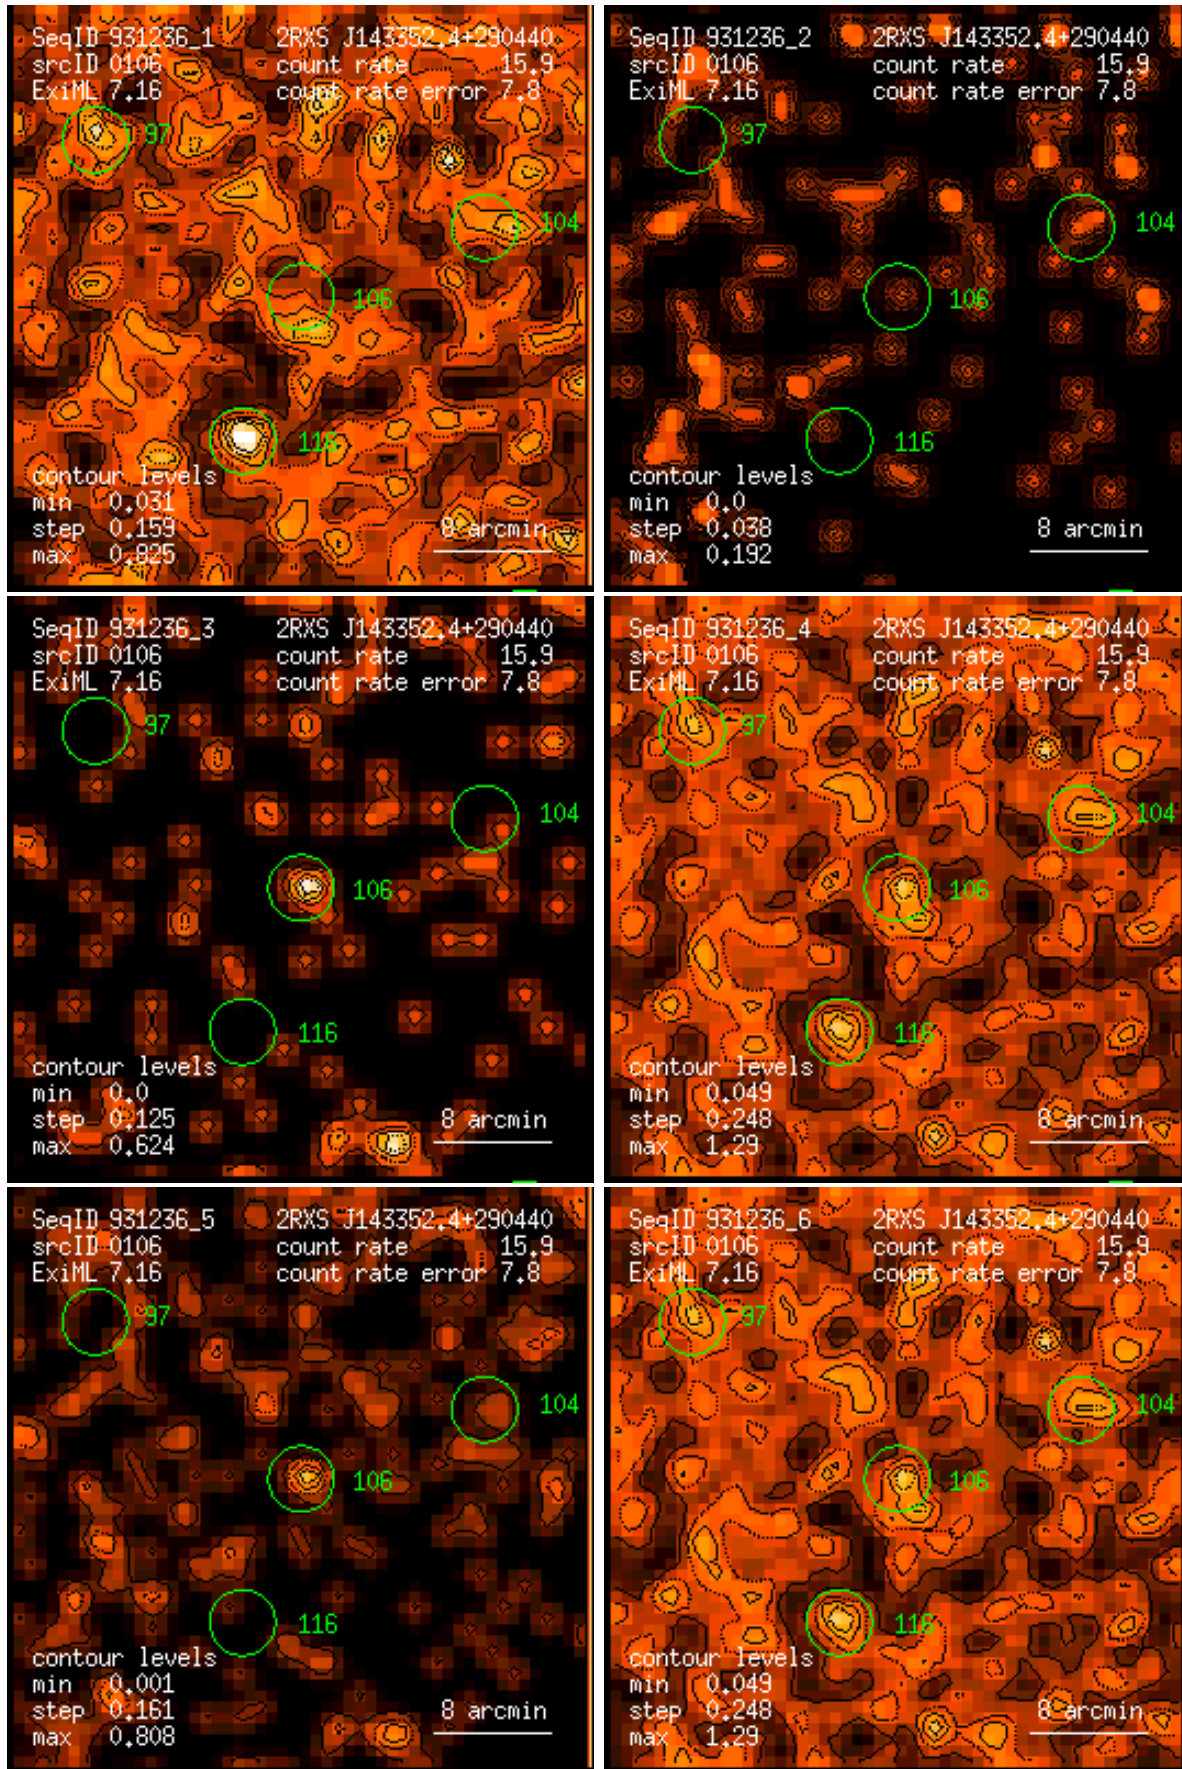 SeqID 931236_1 2RXS J143352.4+290440
srcID 0106 count rate 15.9
ExiML 7.16 count rate error 7.8
97
104
106
116
contour levels
min 0.031
step 0.159 8 arcmin
max 0.825
SeqID 931236_2 2RXS J143352.4+290440
srcID 0106 count rate 15.9
ExiML 7.16 count rate error 7.8
97
104
106
116
contour levels
min 0.0
step 0.038 8 arcmin
max 0.192
SeqID 931236_3 2RXS J143352.4+290440
srcID 0106 count rate 15.9
ExiML 7.16 count rate error 7.8
97
104
106
116
contour levels
min 0.0
step 0.125 8 arcmin
max 0.624
SeqID 931236_4 2RXS J143352.4+290440
srcID 0106 count rate 15.9
ExiML 7.16 count rate error 7.8
97
104
106
116
contour levels
min 0.049
step 0.248 8 arcmin
max 1.29
SeqID 931236_5 2RXS J143352.4+290440
srcID 0106 count rate 15.9
ExiML 7.16 count rate error 7.8
97
104
106
116
contour levels
min 0.001
step 0.161 8 arcmin
max 0.808
SeqID 931236_6 2RXS J143352.4+290440
srcID 0106 count rate 15.9
ExiML 7.16 count rate error 7.8
97
104
106
116
contour levels
min 0.049
step 0.248 8 arcmin
max 1.29